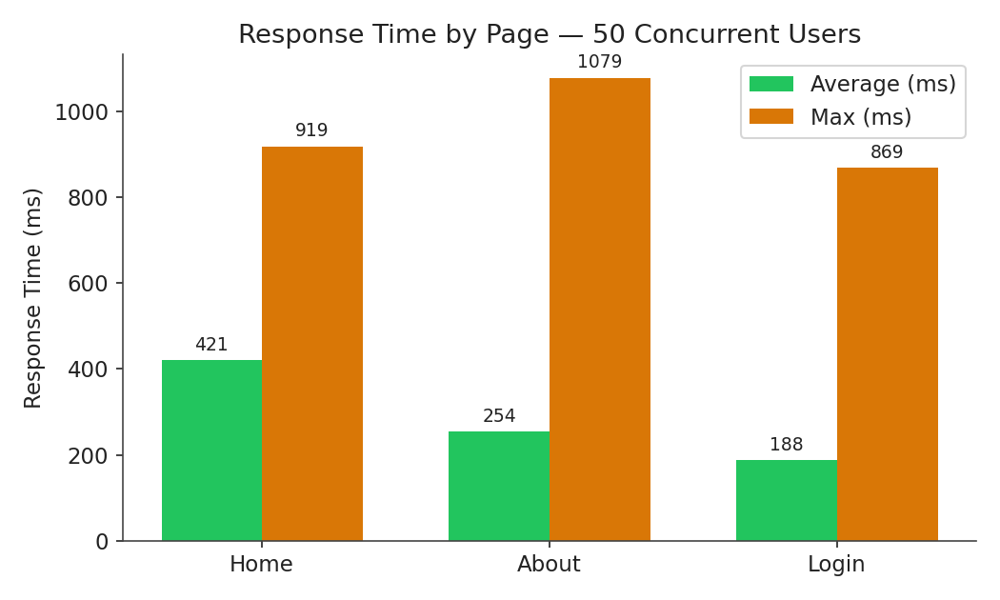 Response Time by Page — 50 Concurrent Users
Response Time (ms)
1000
800
600
400
200
0
Average (ms)
Max (ms)
421
919
254
1079
188
869
Home
About
Login